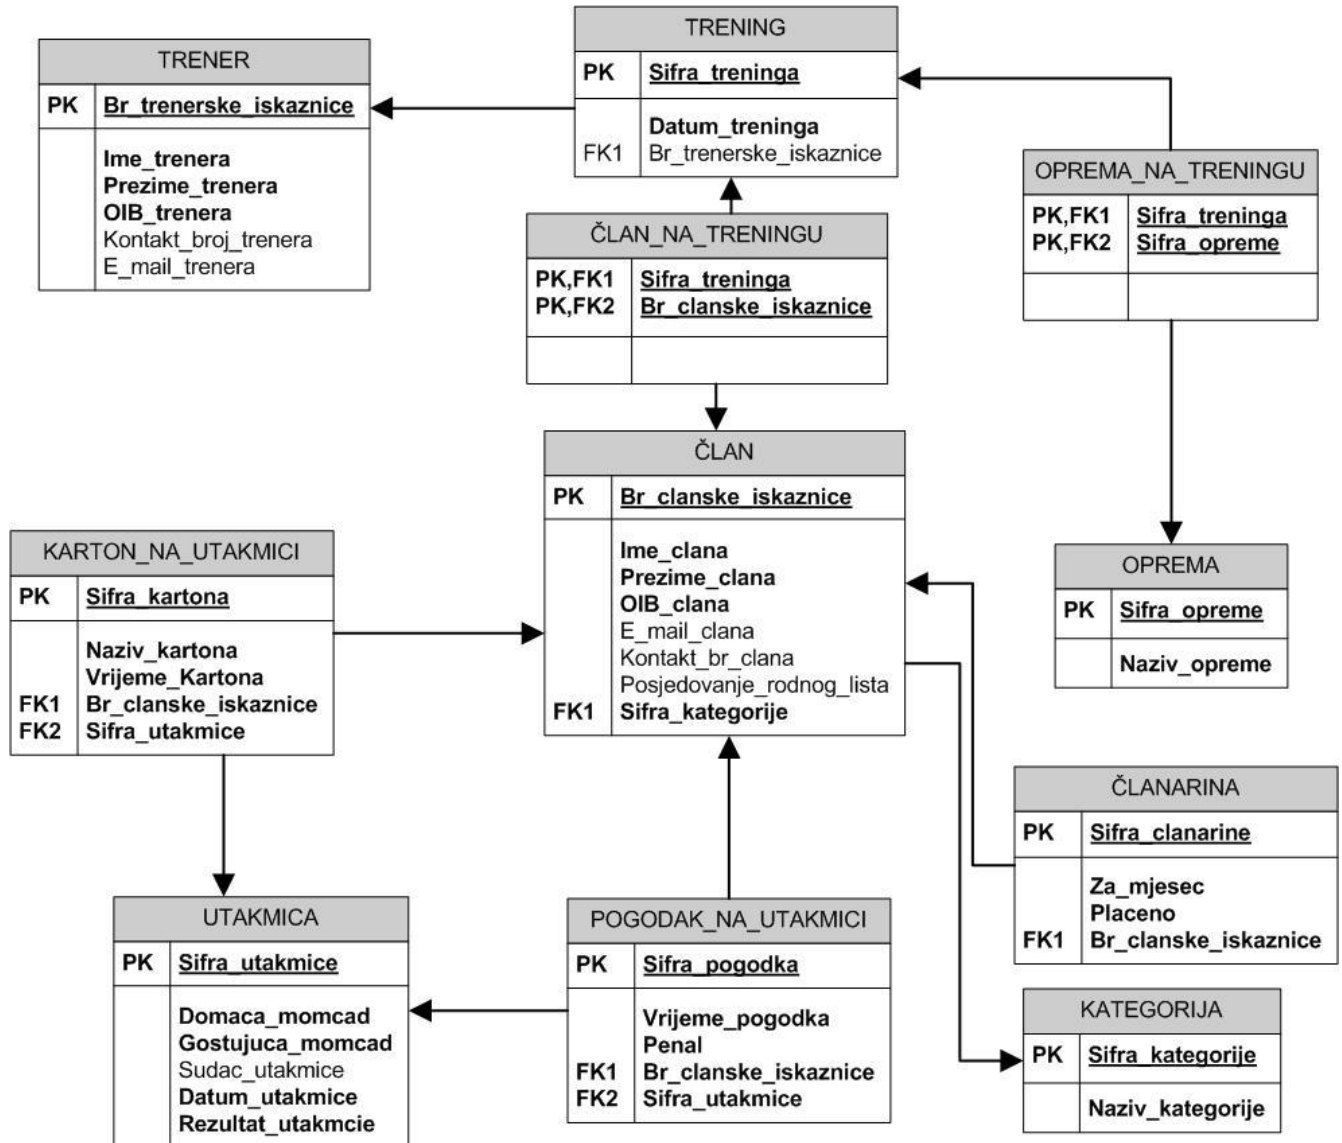 TRENER
PK Br_trenerske_iskaznice
Ime_trenera
Prezime_trenera
OIB_trenera
Kontakt_broj_trenera
E_mail_trenera
TRENING
PK Sifra_treninga
Datum_treninga
FK1 Br_trenerske_iskaznice
OPREMA_NA_TRENINGU
PK,FK1 Sifra_treninga
PK,FK2 Sifra_opreme
ČLAN_NA_TRENINGU
PK,FK1 Sifra_treninga
PK,FK2 Br_clanske_iskaznice
ČLAN
PK Br_clanske_iskaznice
Ime_clana
Prezime_clana
OIB_clana
E_mail_clana
Kontakt_br_clana
Posjedovanje_rodnog_lista
FK1 Sifra_kategorije
KARTON_NA_UTAKMICI
PK Sifra_kartona
Naziv_kartona
Vrijeme_Kartona
FK1 Br_clanske_iskaznice
FK2 Sifra_utakmice
OPREMA
PK Sifra_opreme
Naziv_opreme
ČLANARINA
PK Sifra_clanarine
Za_mjesec
Placeno
FK1 Br_clanske_iskaznice
UTAKMICA
PK Sifra_utakmice
Domaca_momcad
Gostujuca_momcad
Sudac_utakmice
Datum_utakmice
Rezultat_utakmcie
POGODAK_NA_UTAKMICI
PK Sifra_pogodka
Vrijeme_pogodka
Penal
FK1 Br_clanske_iskaznice
FK2 Sifra_utakmice
KATEGORIJA
PK Sifra_kategorije
Naziv_kategorije